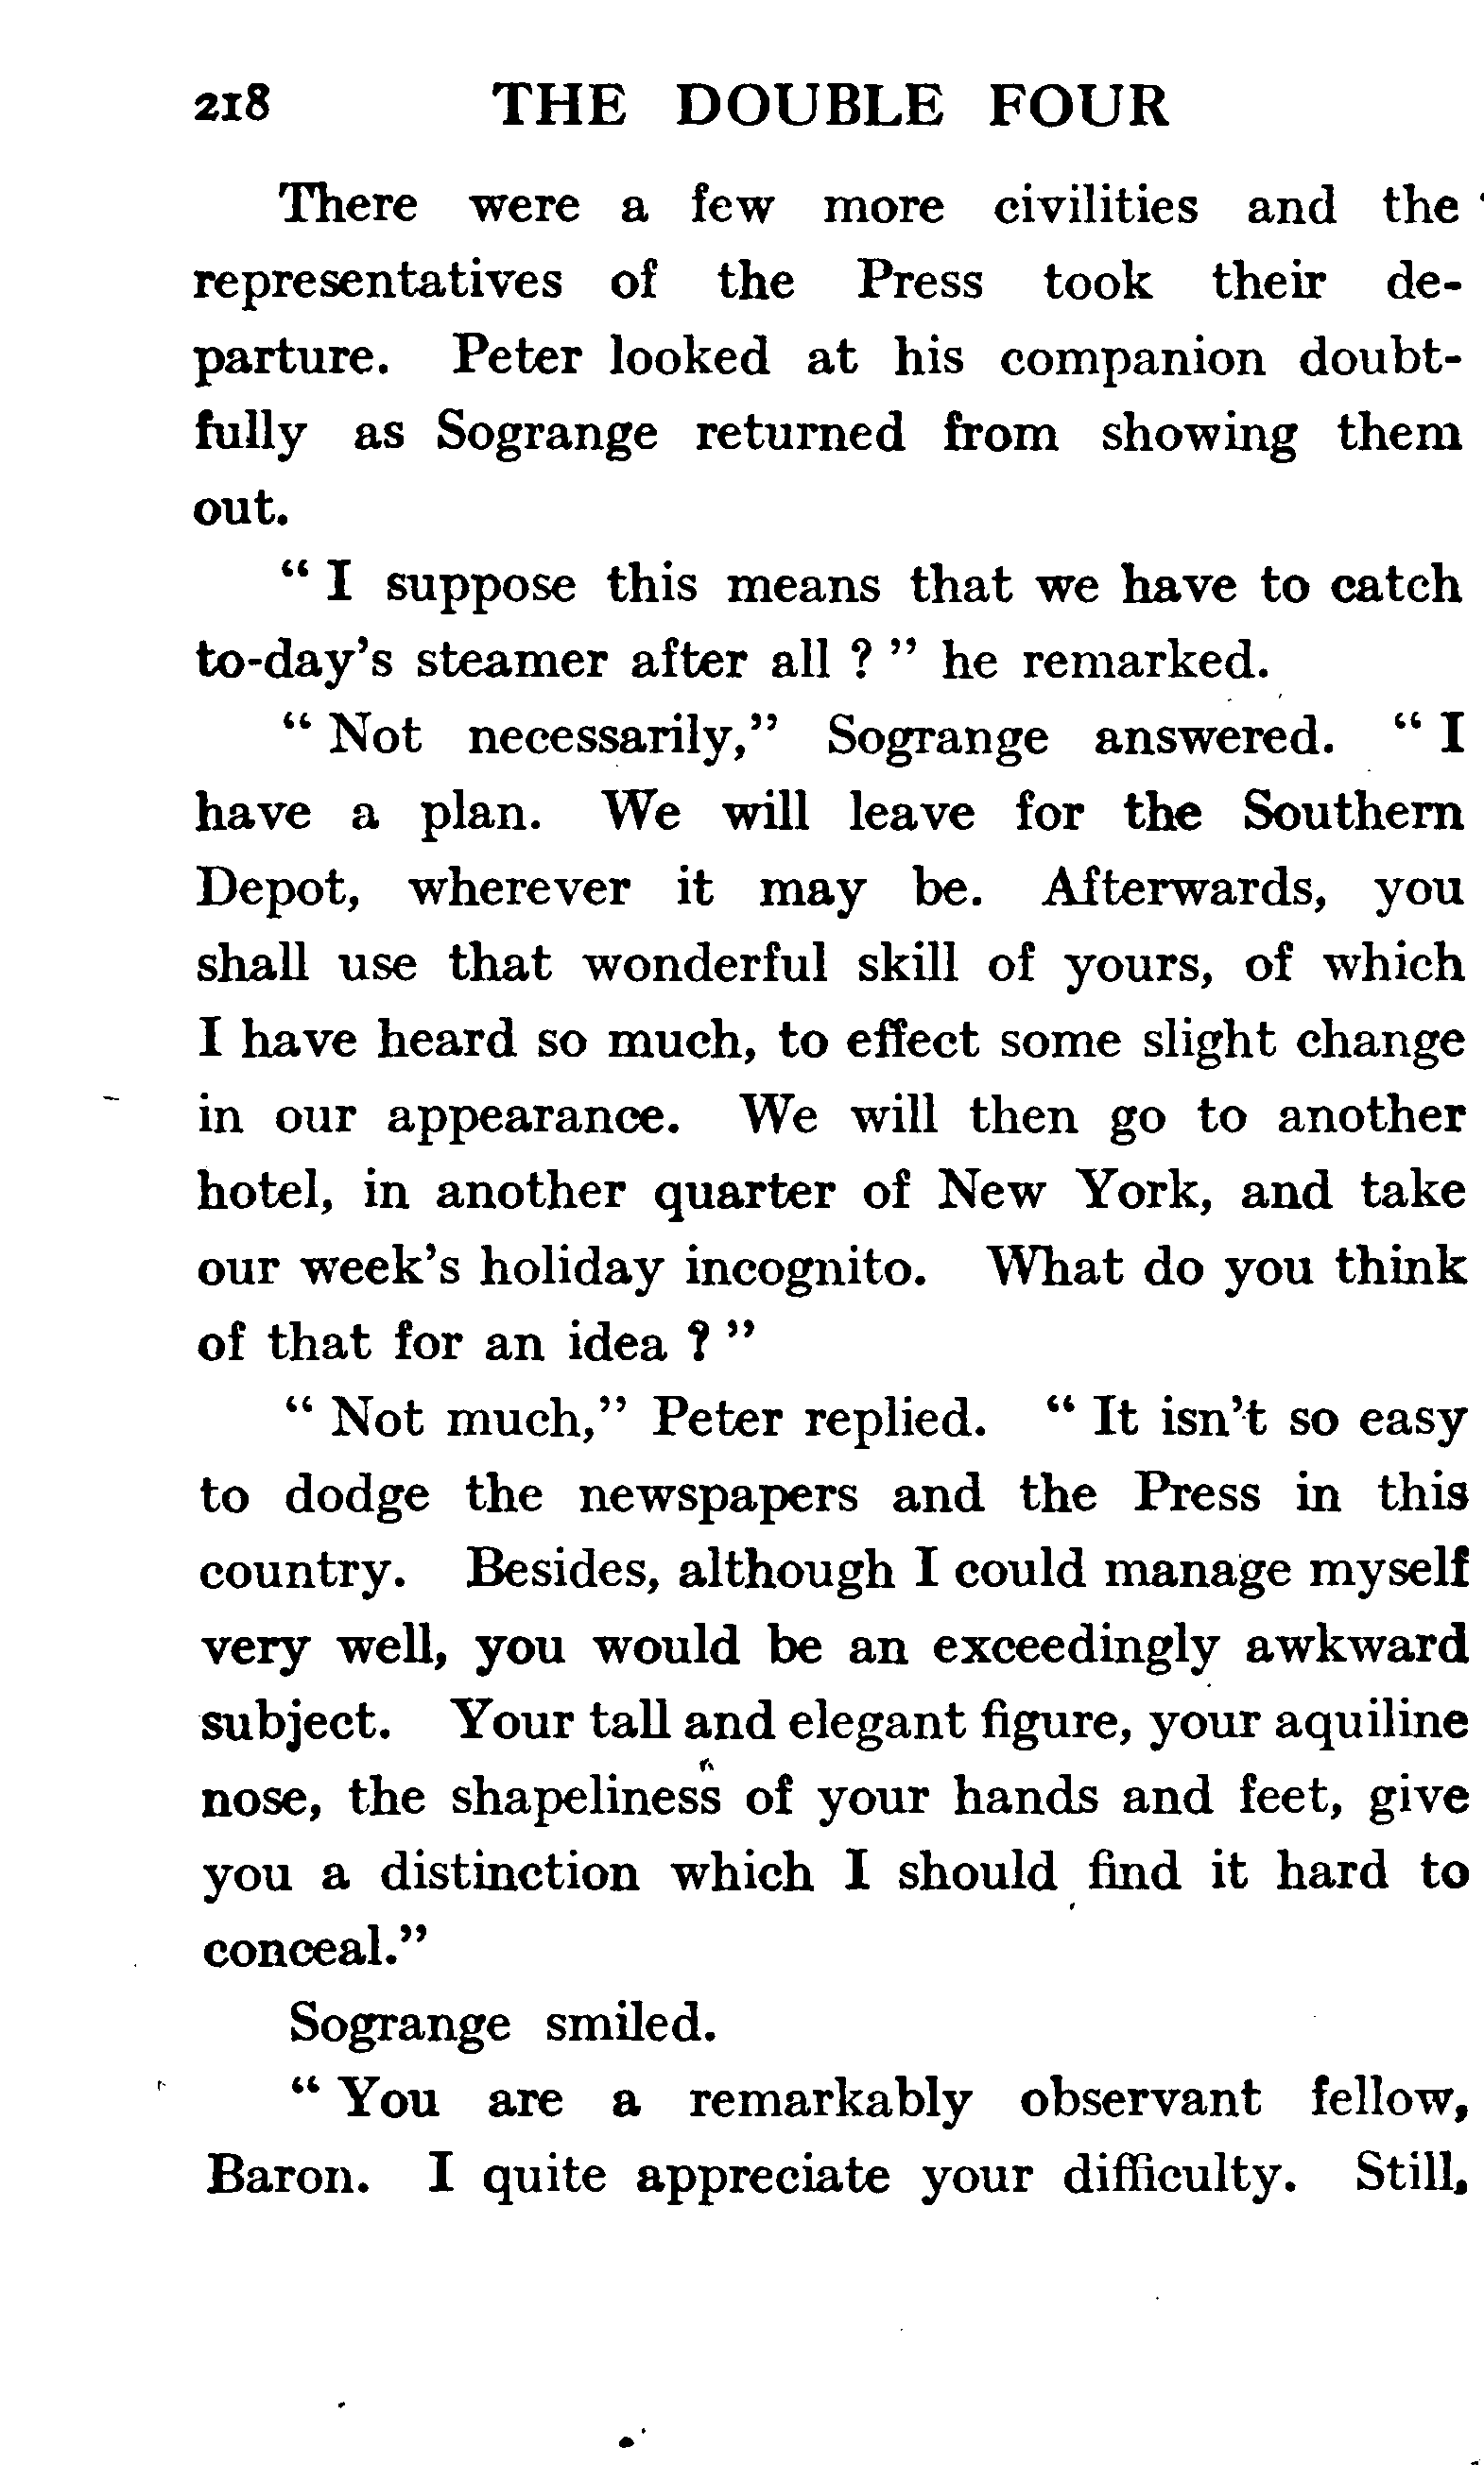 218 THE DOUBLE FOUR
There were a few more civilities and the
representatives of the Press took their de-
parture. Peter looked at his companion doubt-
fully as Sogrange returned from showing them
out.
“ I suppose this means that we have to catch
to-day’s steamer after all ? ” he remarked.
“ Not necessarily,” Sogrange answered. “ I
have a plan. We will leave for the Southern
Depot, wherever it may be. Afterwards, you
shall use that wonderful skill of yours, of which
I have heard so much, to effect some slight change
in our appearance. We will then go to another
hotel, in another quarter of New York, and take
our week’s holiday incognito. What do you think
of that for an idea ? ”
“ Not much,” Peter replied. “ It isn’t so easy
to dodge the newspapers and the Press in this
country. Besides, although I could manage myself
very well, you would be an exceedingly awkward
subject. Your tall and elegant figure, your aquiline
nose, the shapeliness of your hands and feet, give
you a distinction which I should find it hard to
conceal.”
Sogrange smiled.
“ You are a remarkably observant fellow,
Baron. I quite appreciate your difficulty. Still,